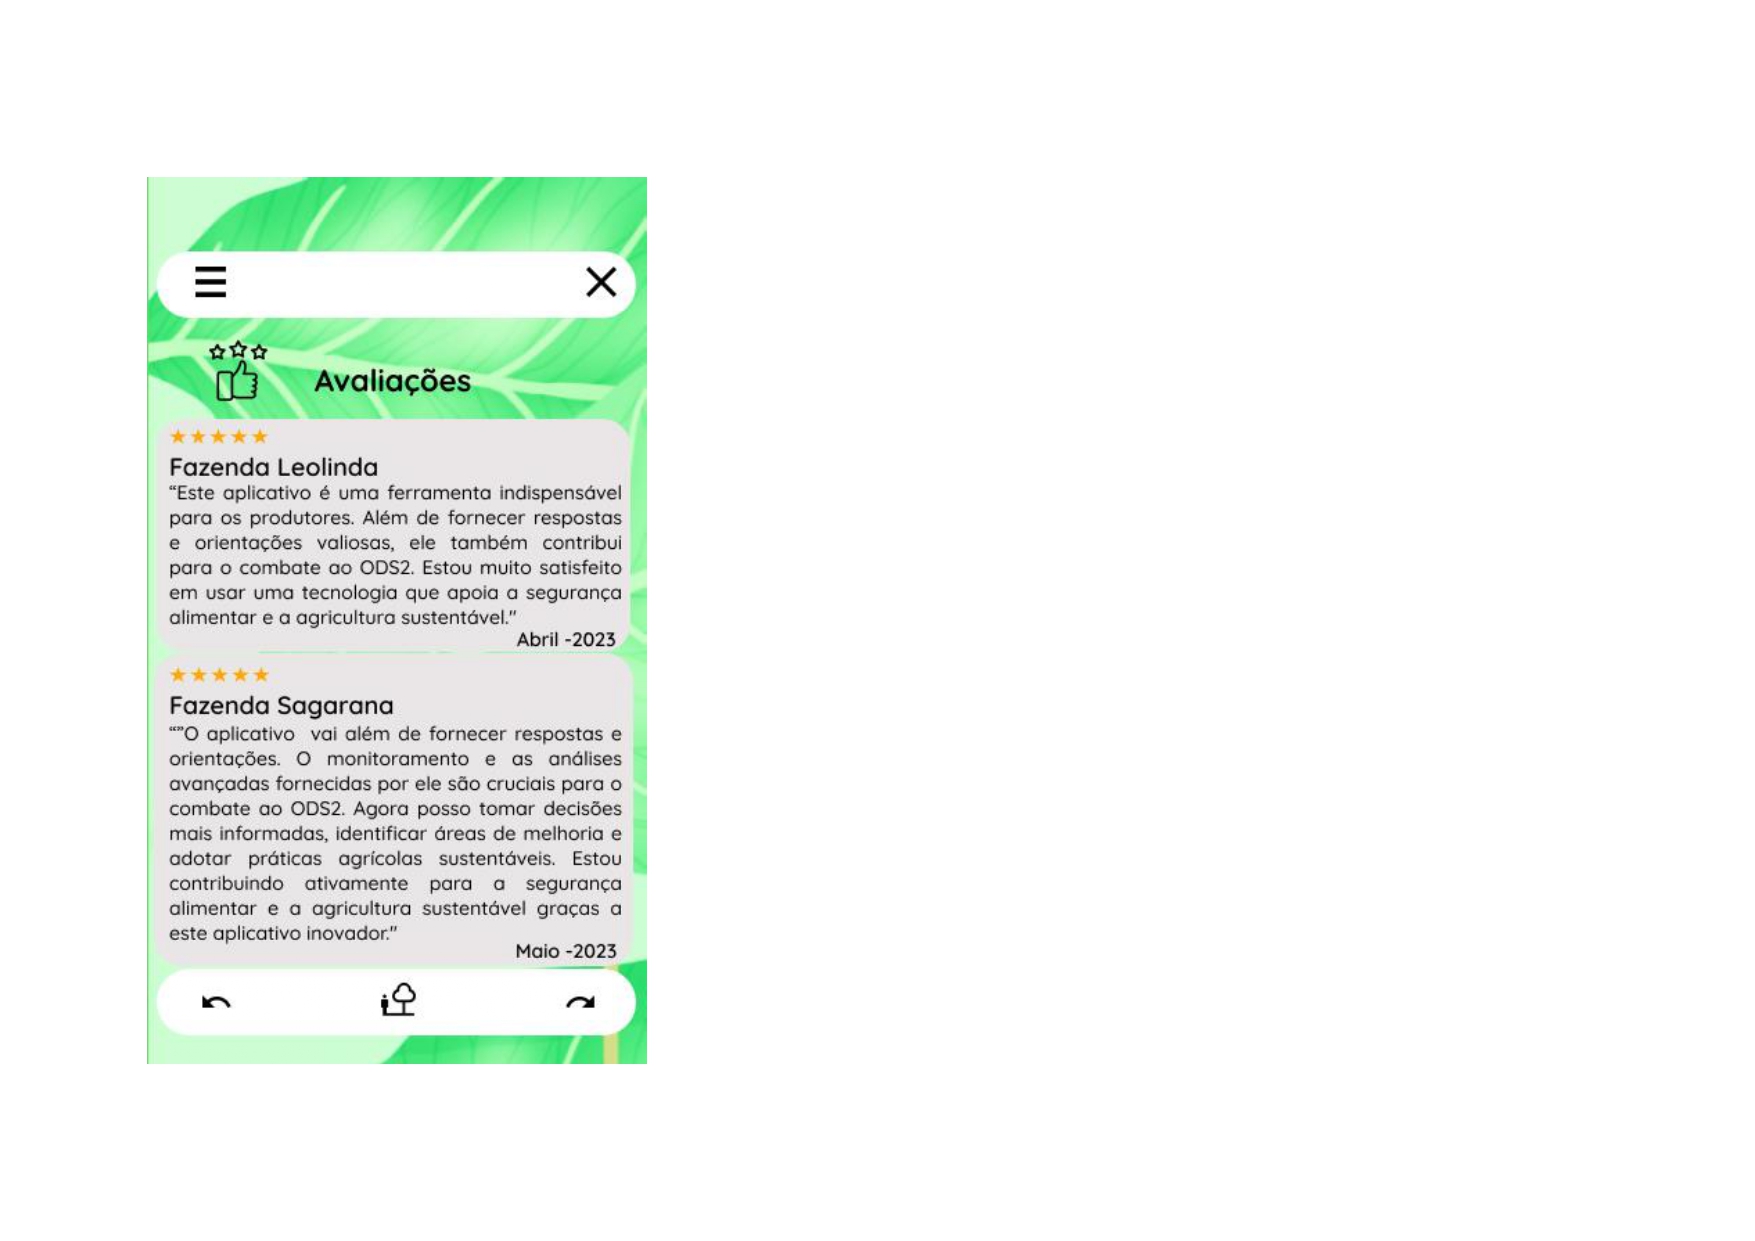 Avaliações
Fazenda Leolinda
“Este aplicativo é uma ferramenta indispensável
para os produtores. Além de fornecer respostas
e orientações valiosas, ele também contribui
para o combate ao ODS2. Estou muito satisfeito
em usar uma tecnologia que apoia a segurança
alimentar e a agricultura sustentável."
Abril -2023
Fazenda Sagarana
“”O aplicativo vai além de fornecer respostas e
orientações. O monitoramento e as análises
avançadas fornecidas por ele são cruciais para o
combate ao ODS2. Agora posso tomar decisões
mais informadas, identificar áreas de melhoria e
adotar práticas agrícolas sustentáveis. Estou
contribuindo ativamente para a segurança
alimentar e a agricultura sustentável graças a
este aplicativo inovador."
Maio -2023